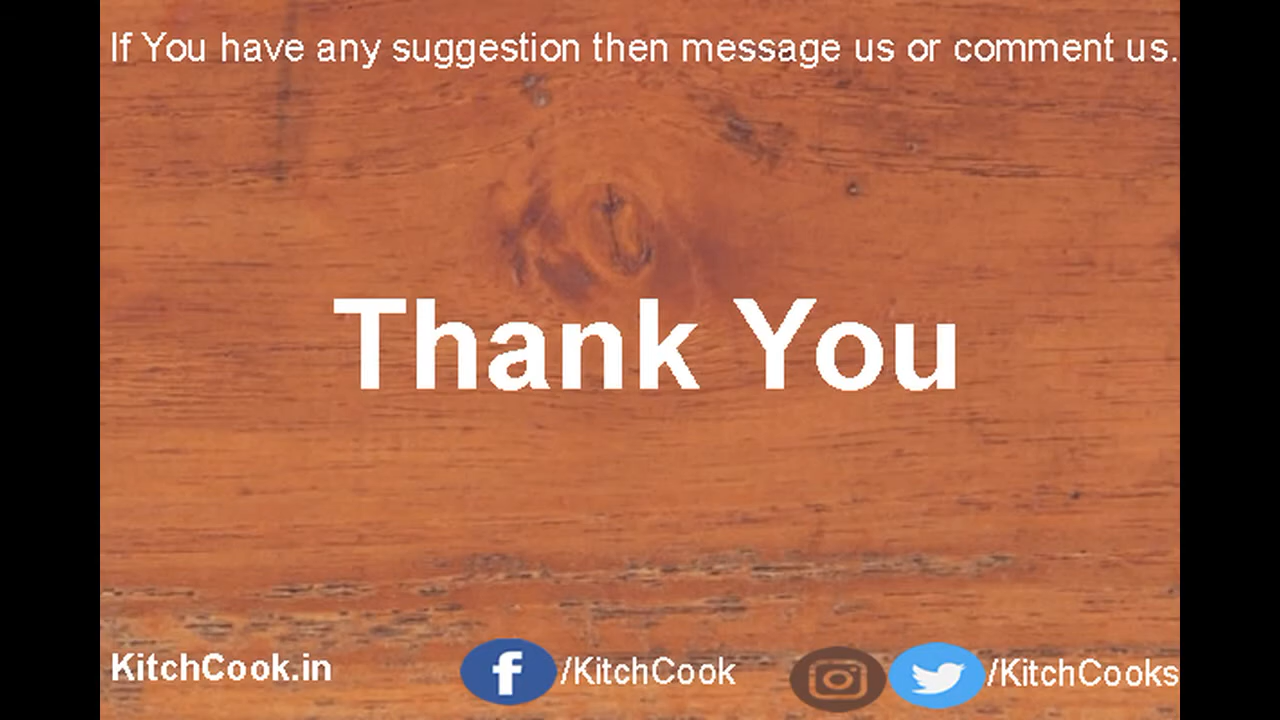 If You have any suggestion then message us or comment us.
Thank You
KitchCook.in
/KitchCook
/KitchCooks